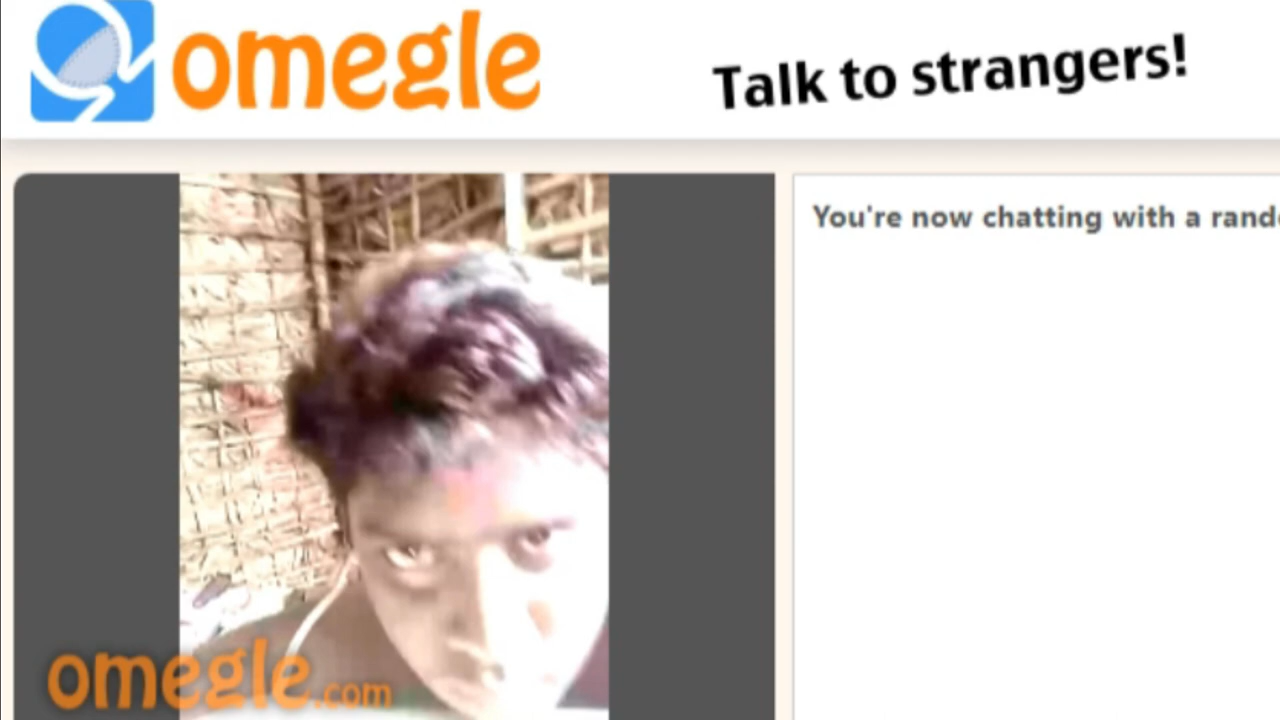 omegle
Talk to strangers!
You're now chatting with a rand
omegle.com